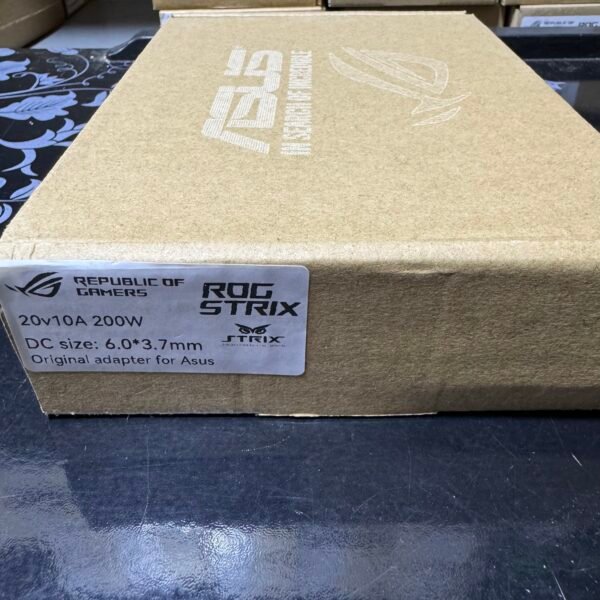 ASUS
IN SEARCH OF INCREDIBLE
REPUBLIC OF
GAMERS
ROG
STRIX
20v10A 200W
STRIX
DC size: 6.0*3.7mm
Original adapter for Asus
ROG